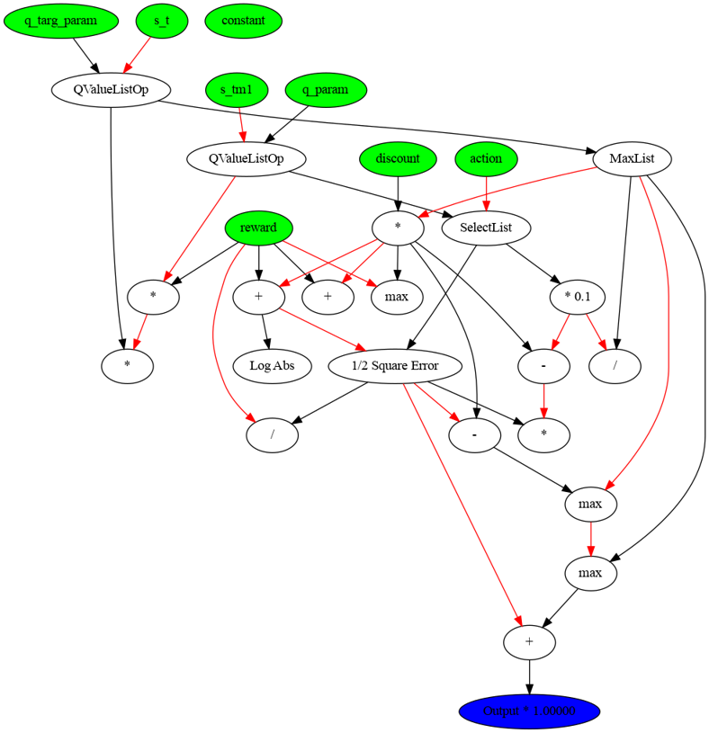 q_targ_param
s_t
constant
QValueListOp
s_tm1
q_param
QValueListOp
discount
action
MaxList
reward
*
SelectList
*
+
+
max
* 0.1
*
Log Abs
1/2 Square Error
-
/
/
-
*
max
max
+
Output * 1.00000